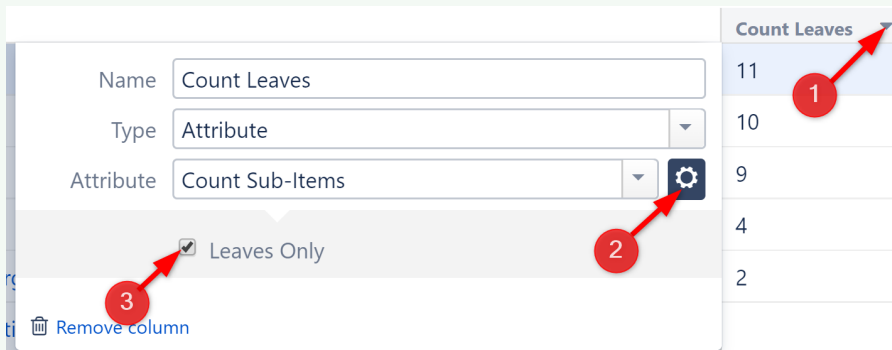 Count Leaves
Name Count Leaves
11
1
Type Attribute
10
Attribute Count Sub-Items
9
2
Leaves Only
4
3
2
Remove column